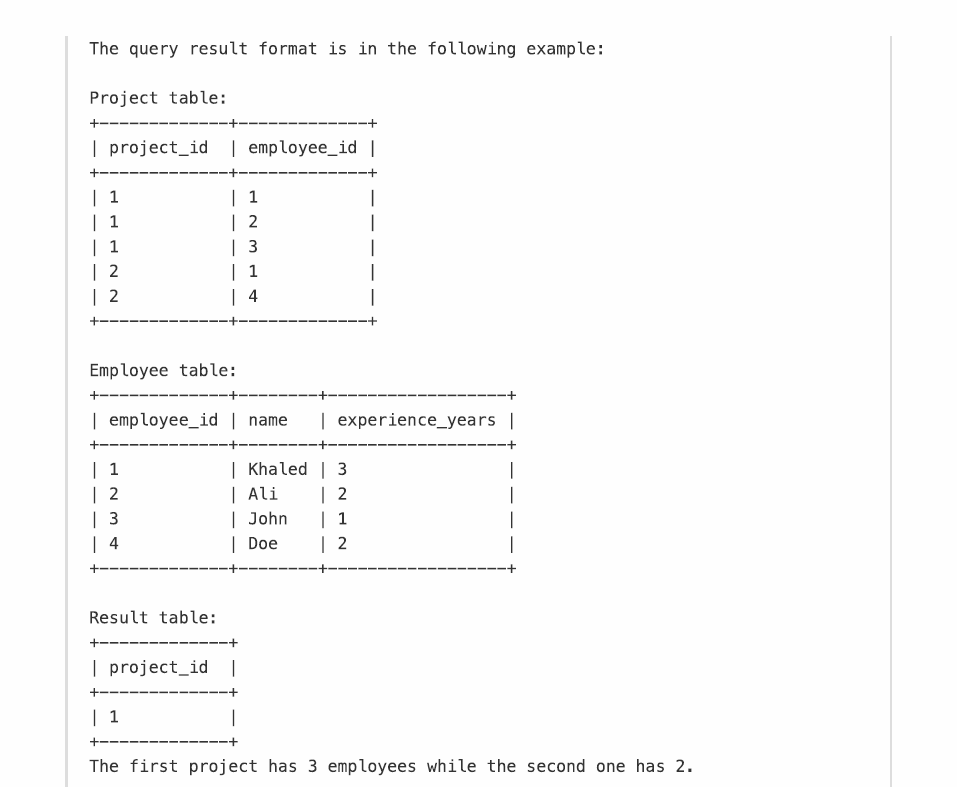 The query result format is in the following example:
Project table:
+-------------+-------------+
| project_id  | employee_id |
+-------------+-------------+
| 1           | 1           |
| 1           | 2           |
| 1           | 3           |
| 2           | 1           |
| 2           | 4           |
+-------------+-------------+
Employee table:
+-------------+--------+------------------+
| employee_id | name   | experience_years |
+-------------+--------+------------------+
| 1           | Khaled | 3                |
| 2           | Ali    | 2                |
| 3           | John   | 1                |
| 4           | Doe    | 2                |
+-------------+--------+------------------+
Result table:
+-------------+
| project_id  |
+-------------+
| 1           |
+-------------+
The first project has 3 employees while the second one has 2.